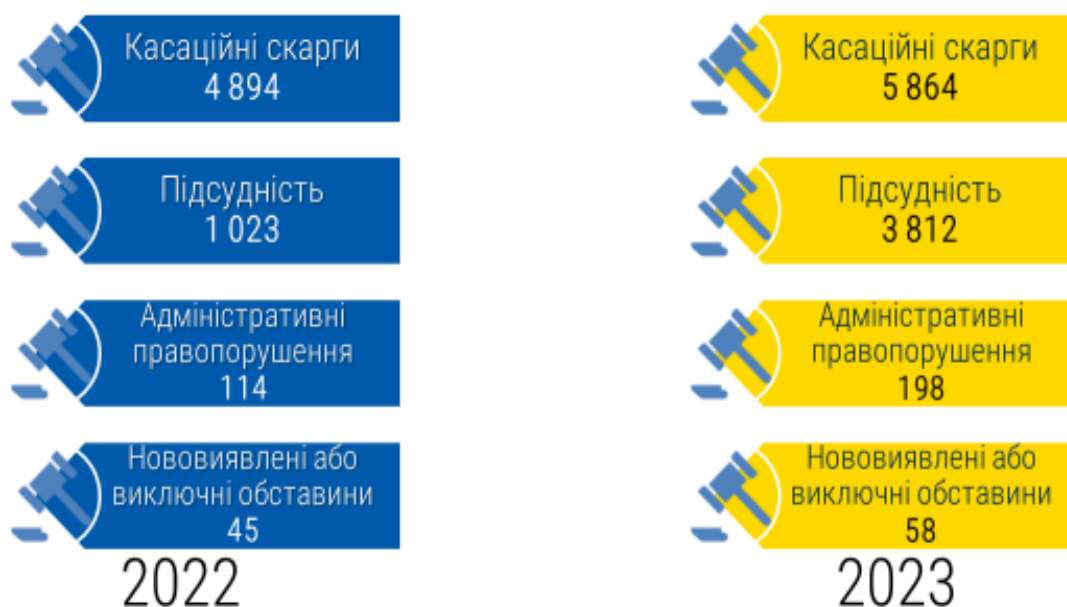 Касаційні скарги
4 894
Підсудність
1 023
Адміністративні
правопорушення
114
Нововиявлені або
виключні обставини
45
2022
Касаційні скарги
5 864
Підсудність
3 812
Адміністративні
правопорушення
198
Нововиявлені або
виключні обставини
58
2023